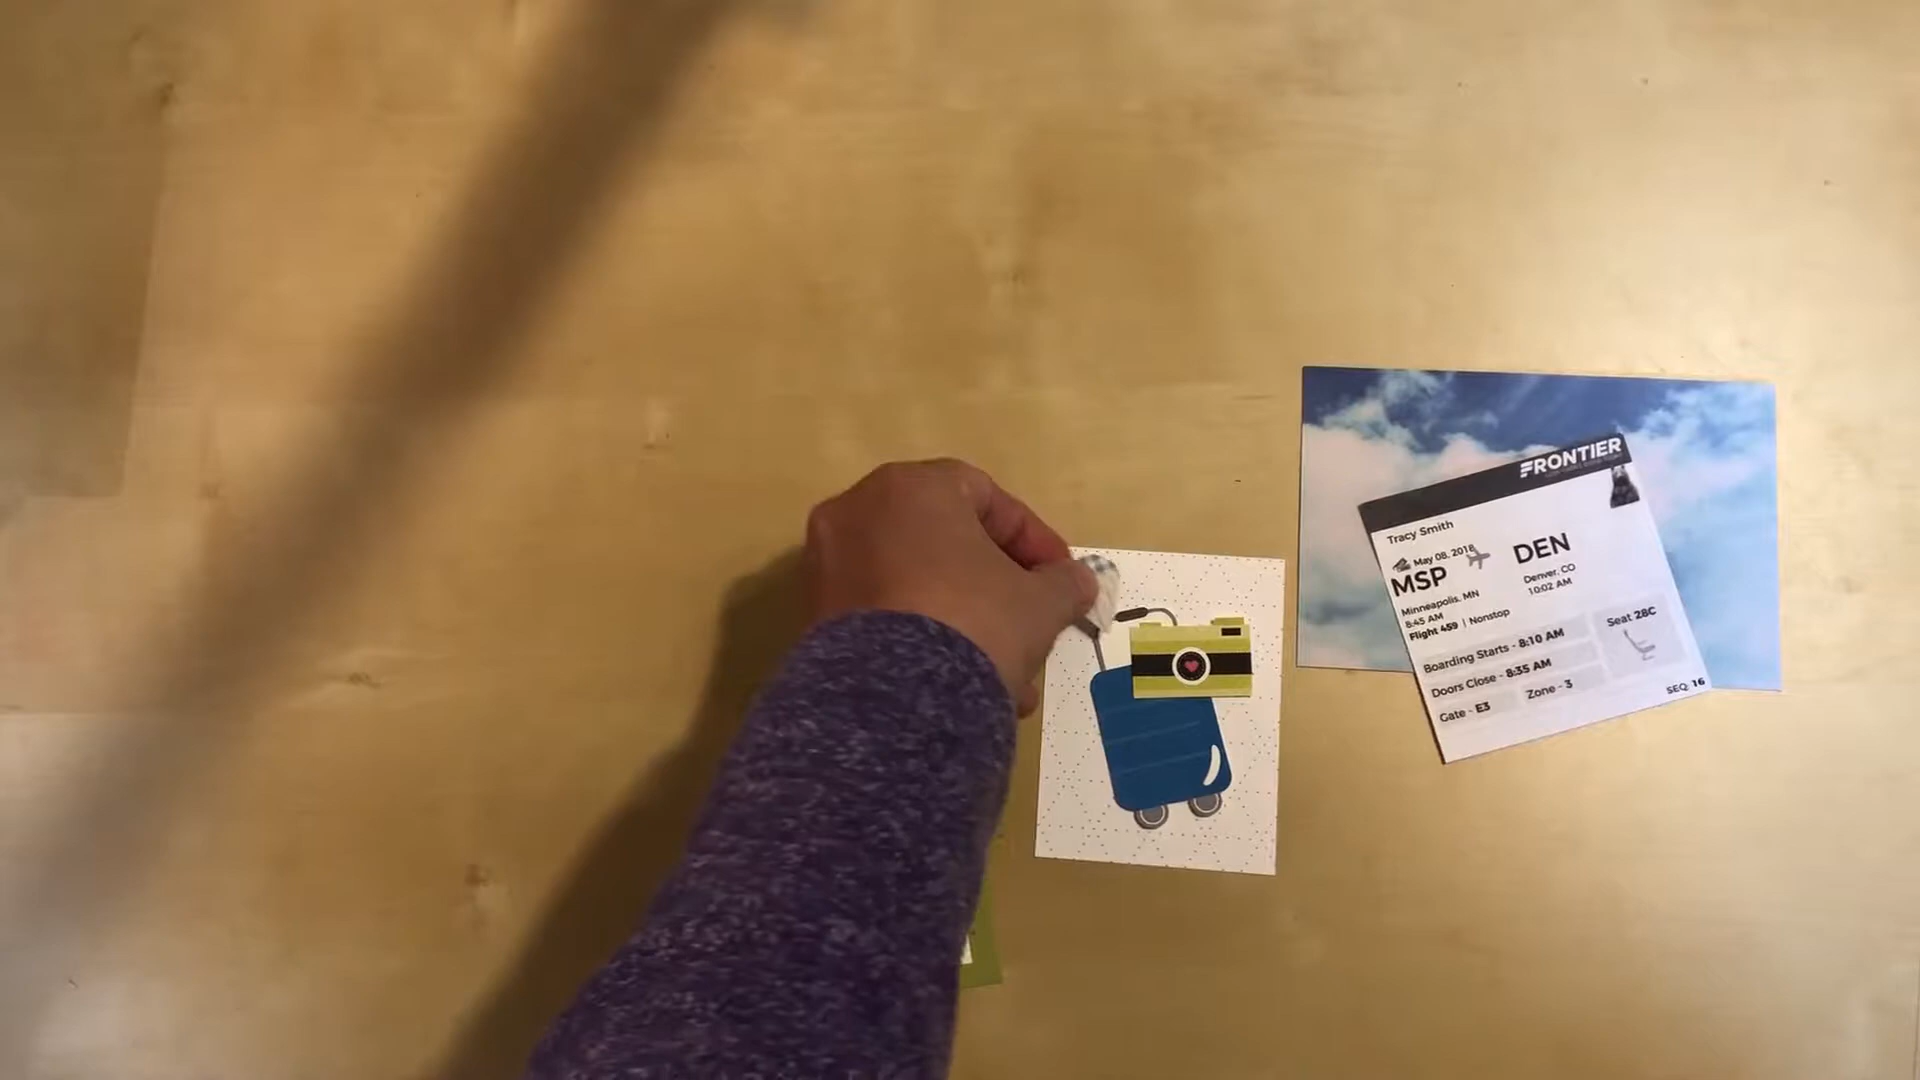 FRONTIER
Tracy Smith
May 08, 2018
MSP
DEN
Minneapolis, MN
Denver, CO
8:45 AM
10:02 AM
Flight 459 | Nonstop
Boarding Starts - 8:10 AM
Seat 28C
Doors Close - 8:35 AM
Gate - E3
Zone - 3
SEQ: 16